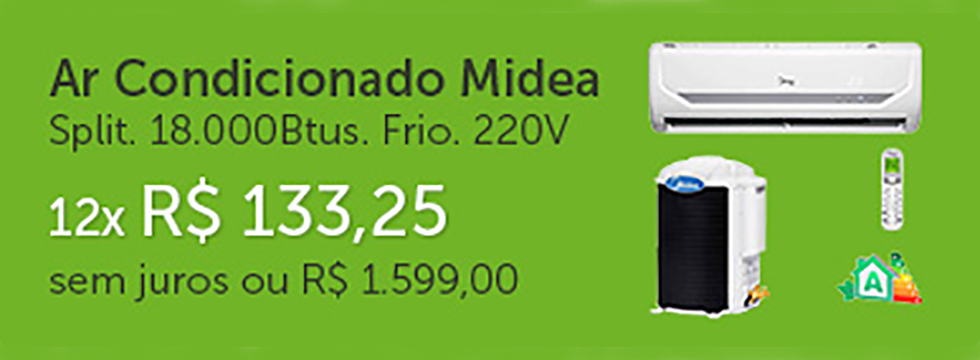 Ar Condicionado Midea
Split. 18.000Btus. Frio. 220V
12x R$ 133,25
sem juros ou R$ 1.599,00
A